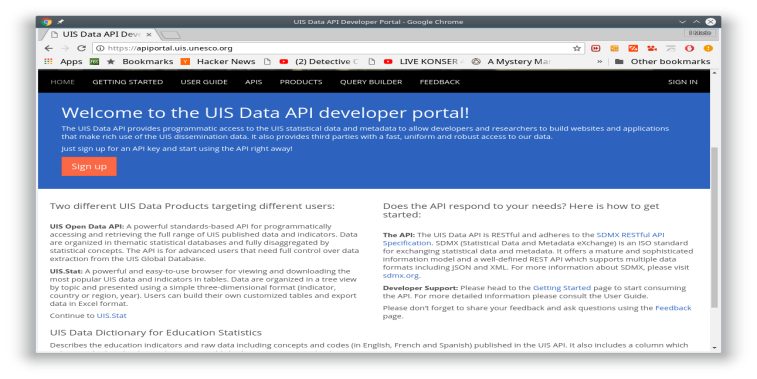 UIS Data API Developer Portal - Google Chrome
UIS Data API Dev
https://apiportal.uis.unesco.org
Apps
Bookmarks
Hacker News
(2) Detective C
LIVE KONSER -
A Mystery Ma
»
Other bookmarks
HOME GETTING STARTED USER GUIDE APIS PRODUCTS QUERY BUILDER FEEDBACK SIGN IN
Welcome to the UIS Data API developer portal!
The UIS Data API provides programmatic access to the UIS statistical data and metadata to allow developers and researchers to build websites and applications
that make rich use of the UIS dissemination data. It also provides third parties with a fast, uniform and robust access to our data.
Just sign up for an API key and start using the API right away!
Sign up
Two different UIS Data Products targeting different users:
UIS Open Data API: A powerful standards-based API for programmatically
accessing and retrieving the full range of UIS published data and indicators. Data
are organized in thematic statistical databases and fully disaggregated by
statistical concepts. The API is for advanced users that need full control over data
extraction from the UIS Global Database.
UIS.Stat: A powerful and easy-to-use browser for viewing and downloading the
most popular UIS data and indicators in tables. Data are organized in a tree view
by topic and presented using a simple three-dimensional format (indicator,
country or region, year). Users can build their own customized tables and export
data in Excel format.
Continue to UIS.Stat
Does the API respond to your needs? Here is how to get
started:
The API: The UIS Data API is RESTful and adheres to the SDMX RESTful API
Specification. SDMX (Statistical Data and Metadata eXchange) is an ISO standard
for exchanging statistical data and metadata. It offers a mature and sophisticated
information model and a well-defined REST API which supports multiple data
formats including JSON and XML. For more information about SDMX, please visit
sdmx.org.
Developer Support: Please head to the Getting Started page to start consuming
the API. For more detailed information please consult the User Guide.
Please don't forget to share your feedback and ask questions using the Feedback
page.
UIS Data Dictionary for Education Statistics
Describes the education indicators and raw data including concepts and codes (in English, French and Spanish) published in the UIS API. It also includes a column which